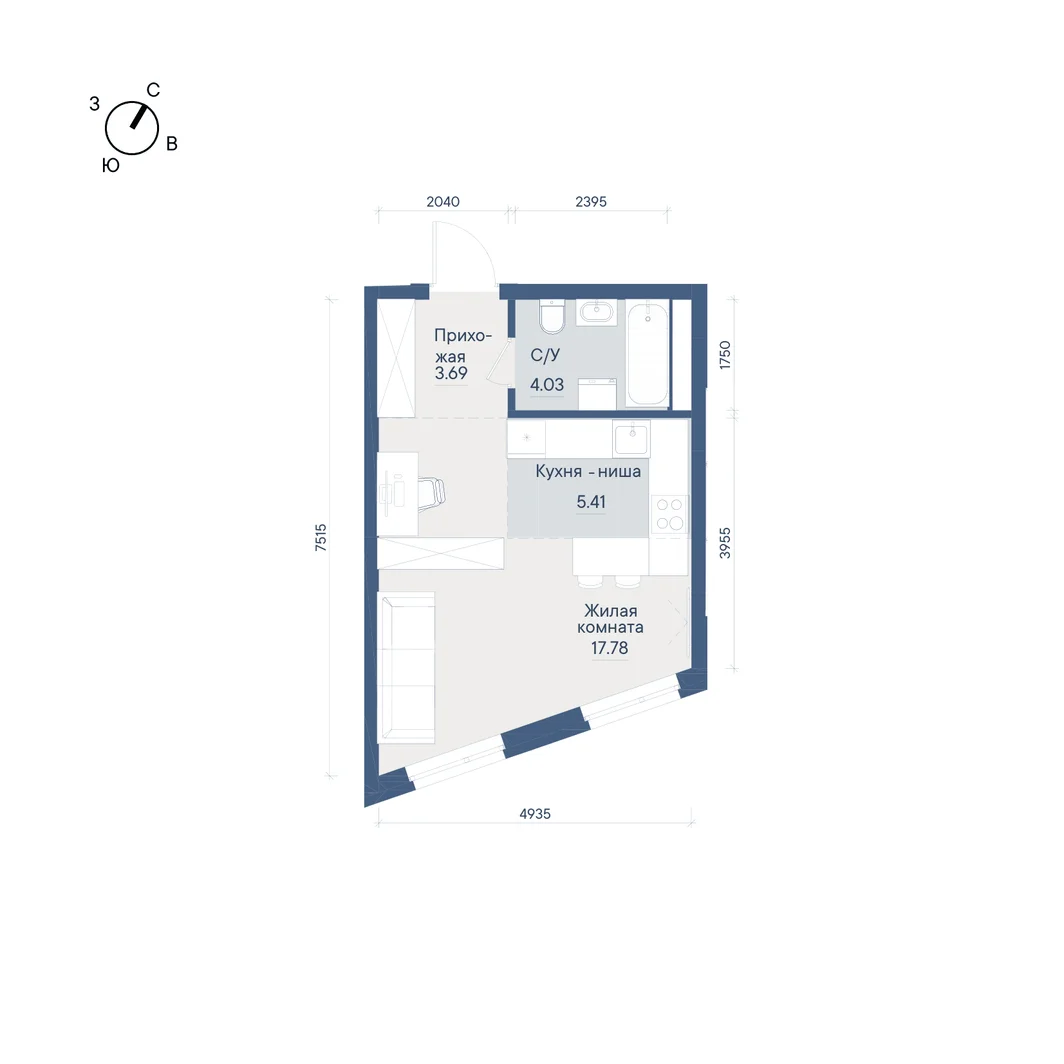 С
З
В
Ю
2040
2395
Прихо-
жая
3.69
С/У
4.03
1750
Кухня - ниша
5.41
7515
3955
Жилая
комната
17.78
4935